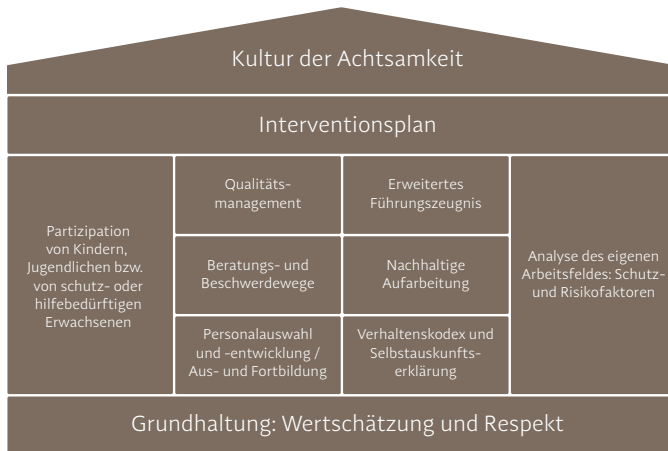 Kultur der Achtsamkeit
Interventionsplan
Partizipation
von Kindern,
Jugendlichen bzw.
von schutz- oder
hilfebedürftigen
Erwachsenen
Qualitäts-
management
Erweitertes
Führungszeugnis
Beratungs- und
Beschwerdewege
Nachhaltige
Aufarbeitung
Personalauswahl
und -entwicklung /
Aus- und Fortbildung
Verhaltenskodex und
Selbstauskunfts-
erklärung
Analyse des eigenen
Arbeitsfeldes: Schutz-
und Risikofaktoren
Grundhaltung: Wertschätzung und Respekt